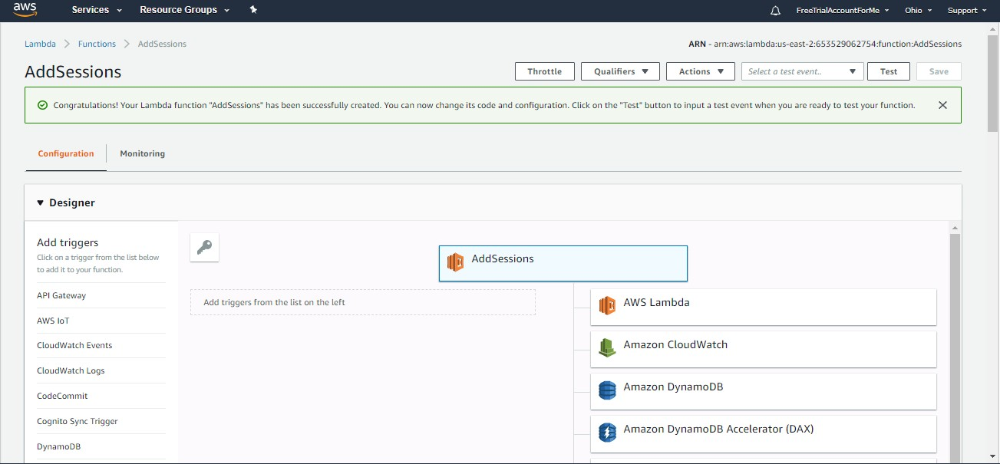 aws Services Resource Groups FreeTrialAccountForMe Ohio Support
Lambda Functions AddSessions ARN - arn:aws:lambda:us-east-2:653529062754:function:AddSessions
AddSessions Throttle Qualifiers Actions Select a test event.. Test Save
Congratulations! Your Lambda function "AddSessions" has been successfully created. You can now change its code and configuration. Click on the "Test" button to input a test event when you are ready to test your function.
Configuration Monitoring
Designer
Add triggers
Click on a trigger from the list below
to add it to your function.
API Gateway
AWS IoT
CloudWatch Events
CloudWatch Logs
CodeCommit
Cognito Sync Trigger
DynamoDB
AddSessions
Add triggers from the list on the left
AWS Lambda
Amazon CloudWatch
Amazon DynamoDB
Amazon DynamoDB Accelerator (DAX)